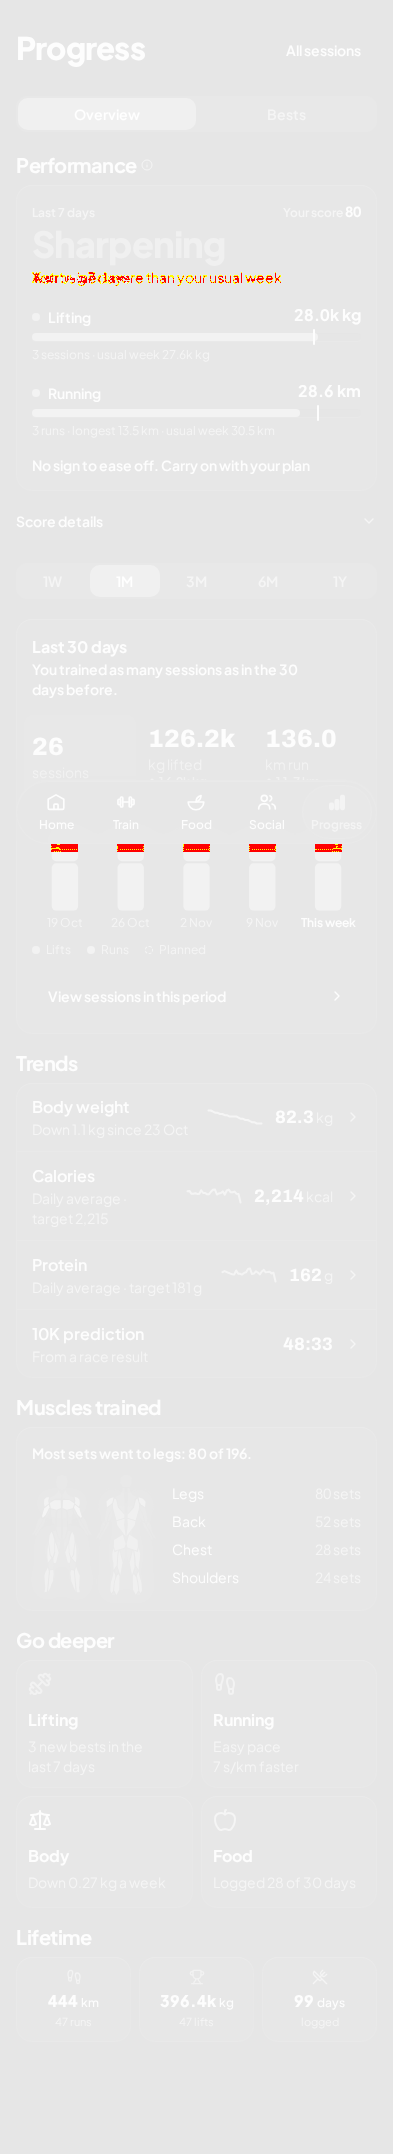 Progress
All sessions
Overview
Bests
Performance
Last 7 days
Your score 80
Sharpening
than your usual week
Lifting
28.0k kg
3 sessions · usual week 27.6k kg
Running
28.6 km
3 runs · longest 13.5 km · usual week 30.5 km
No sign to ease off. Carry on with your plan
Score details
1W 1M 3M 6M 1Y
Last 30 days
You trained as many sessions as in the 30
days before.
26
126.2k
136.0
sessions
kg lifted
km run
Home Train Food Social Progress
19 Oct 26 Oct 2 Nov 9 Nov This week
Lifts Runs Planned
View sessions in this period
Trends
Body weight
82.3 kg
Down 1.1 kg since 23 Oct
Calories
Daily average
2,214 kcal
target 2,215
Protein
162 g
Daily average · target 181 g
10K prediction
48:33
From a race result
Muscles trained
Most sets went to legs: 80 of 196.
Legs 80 sets
Back 52 sets
Chest 28 sets
Shoulders 24 sets
Go deeper
Lifting
3 new bests in the
last 7 days
Running
Easy pace
7 s/km faster
Body
Down 0.27 kg a week
Food
Logged 28 of 30 days
Lifetime
444 km
47 runs
396.4k kg
47 lifts
99 days
logged